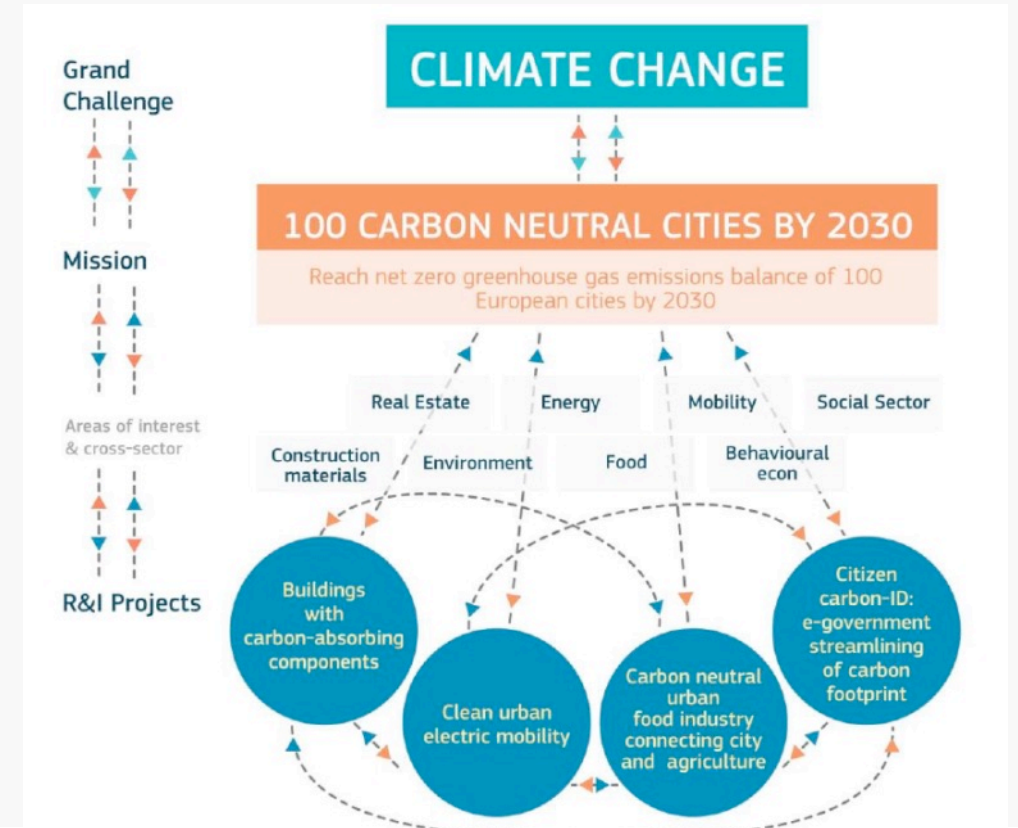 Grand
Challenge
CLIMATE CHANGE
Mission
100 CARBON NEUTRAL CITIES BY 2030
Reach net zero greenhouse gas emissions balance of 100
European cities by 2030
Areas of interest
& cross-sector
Real Estate
Energy
Mobility
Social Sector
Construction
materials
Environment
Food
Behavioural
econ
R&I Projects
Buildings
with
carbon-absorbing
components
Clean urban
electric mobility
Carbon neutral
urban
food industry
connecting city
and agriculture
Citizen
carbon-ID:
e-government
streamlining
of carbon
footprint